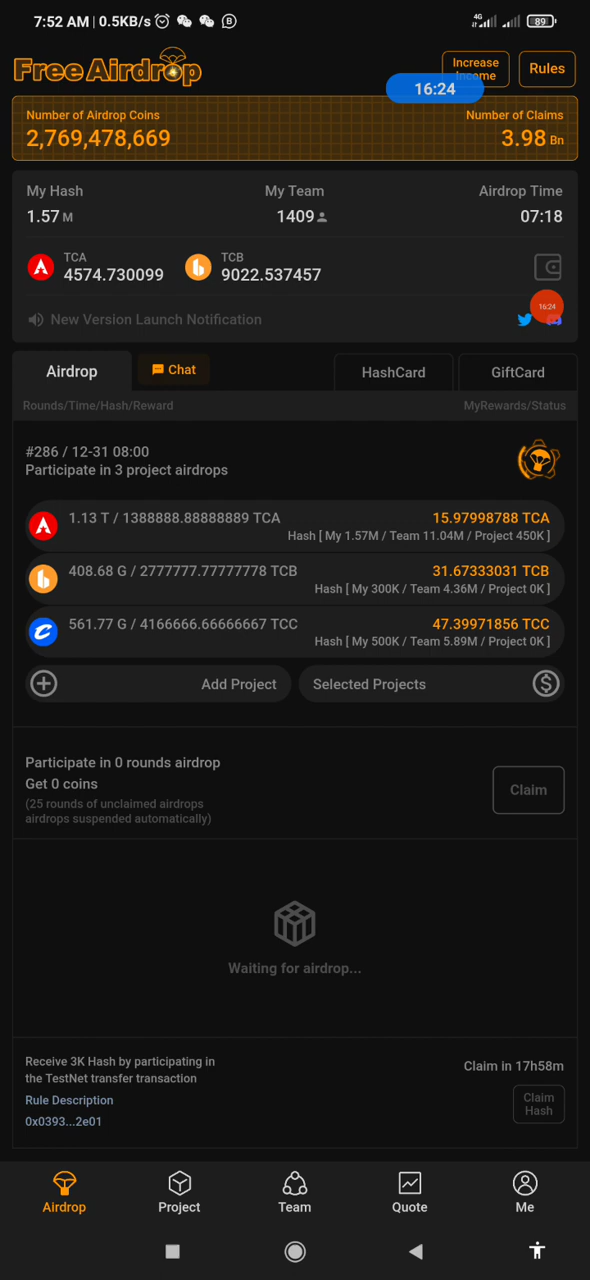 7:52 AM | 0.5KB/s
4G
89
Free Airdrop
Increase
Income
Rules
16:24
Number of Airdrop Coins
Number of Claims
2,769,478,669
3.98 Bn
My Hash
My Team
Airdrop Time
1.57 M
1409
07:18
TCA
4574.730099
TCB
9022.537457
16:24
New Version Launch Notification
Airdrop
Chat
HashCard
GiftCard
Rounds/Time/Hash/Reward
MyRewards/Status
#286 / 12-31 08:00
Participate in 3 project airdrops
1.13 T / 1388888.88888889 TCA
15.97998788 TCA
Hash [ My 1.57M / Team 11.04M / Project 450K ]
408.68 G / 2777777.77777778 TCB
31.67333031 TCB
Hash [ My 300K / Team 4.36M / Project 0K ]
561.77 G / 4166666.66666667 TCC
47.39971856 TCC
Hash [ My 500K / Team 5.89M / Project 0K ]
Add Project
Selected Projects
Participate in 0 rounds airdrop
Get 0 coins
(25 rounds of unclaimed airdrops
airdrops suspended automatically)
Claim
Waiting for airdrop...
Receive 3K Hash by participating in
the TestNet transfer transaction
Claim in 17h58m
Rule Description
0x0393...2e01
Claim
Hash
Airdrop
Project
Team
Quote
Me